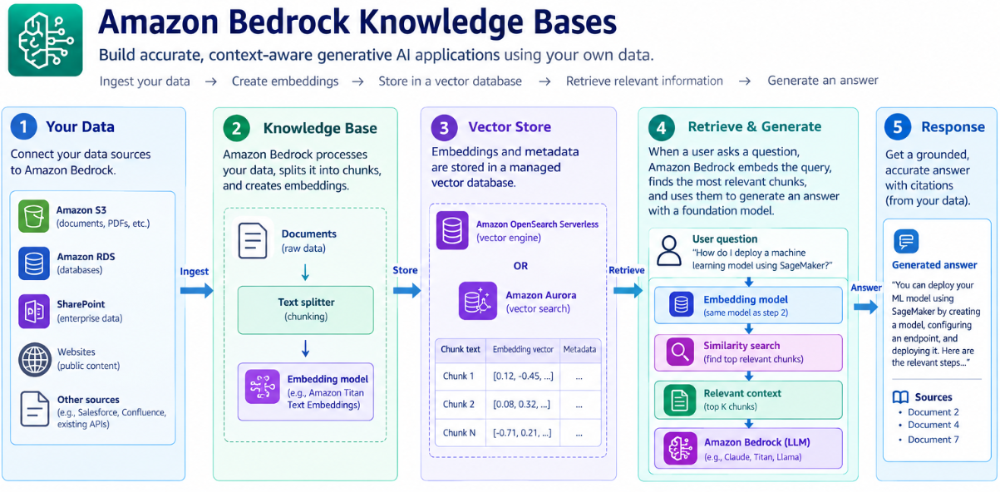 Amazon Bedrock Knowledge Bases
Build accurate, context-aware generative AI applications using your own data.
Ingest your data → Create embeddings → Store in a vector database → Retrieve relevant information → Generate an answer
1 Your Data
Connect your data sources
to Amazon Bedrock.
Amazon S3
(documents, PDFs, etc.)
Amazon RDS
(databases)
SharePoint
(enterprise data)
Websites
(public content)
Other sources
(e.g., Salesforce, Confluence,
existing APIs)
Ingest
2 Knowledge Base
Amazon Bedrock processes
your data, splits it into chunks,
and creates embeddings.
Documents
(raw data)
Text splitter
(chunking)
Embedding model
(e.g., Amazon Titan
Text Embeddings)
Store
3 Vector Store
Embeddings and metadata
are stored in a managed
vector database.
Amazon OpenSearch Serverless
(vector engine)
OR
Amazon Aurora
(vector search)
Chunk text Embedding vector Metadata
Chunk 1 [0.12, -0.45, ...] ...
Chunk 2 [0.08, 0.32, ...] ...
Chunk N [-0.71, 0.21, ...] ...
Retrieve
4 Retrieve & Generate
When a user asks a question,
Amazon Bedrock embeds the query,
finds the most relevant chunks,
and uses them to generate an answer
with a foundation model.
User question
"How do I deploy a machine
learning model using SageMaker?"
Embedding model
(same model as step 2)
Similarity search
(find top relevant chunks)
Relevant context
(top K chunks)
Amazon Bedrock (LLM)
(e.g., Claude, Titan, Llama)
Answer
5 Response
Get a grounded,
accurate answer
with citations
(from your data).
Generated answer
"You can deploy your
ML model using
SageMaker by creating
a model, configuring
an endpoint, and
deploying it. Here are
the relevant steps..."
Sources
• Document 2
• Document 4
• Document 7